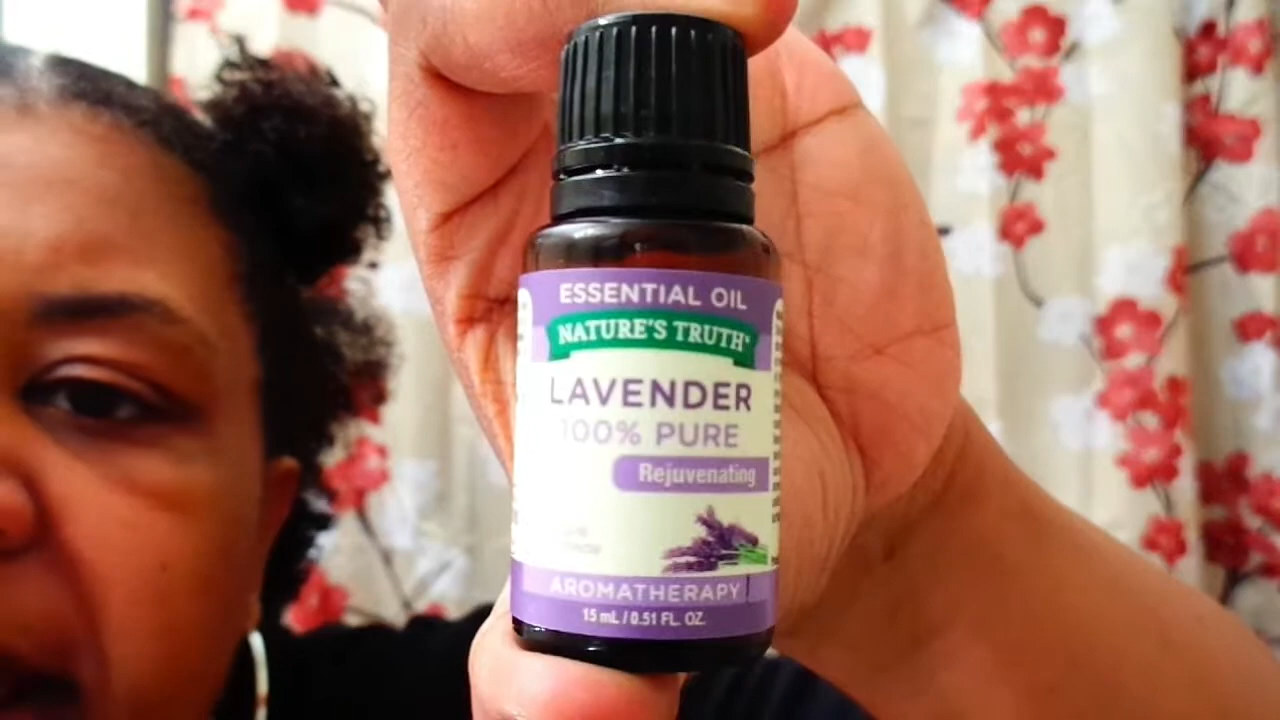 ESSENTIAL OIL
NATURE'S TRUTH®
LAVENDER
100% PURE
Rejuvenating
AROMATHERAPY
15 mL / 0.51 FL. OZ.